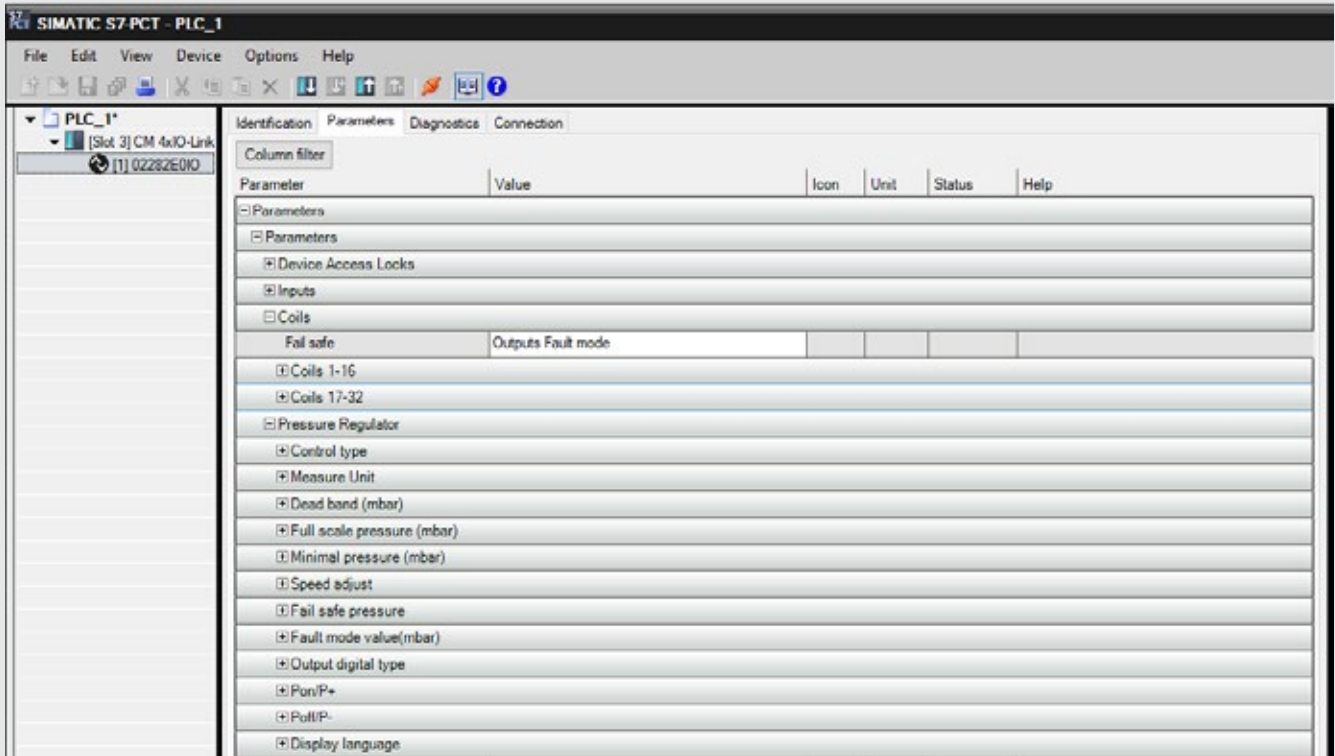 SIMATIC S7-PCT - PLC_1
File Edit View Device Options Help
PLC_1*
[Slot 3] CM 4xIO-Link
[1] 02282E0IO
Identification Parameters Diagnostics Connection
Column filter
Parameter Value Icon Unit Status Help
Parameters
Parameters
Device Access Locks
Inputs
Coils
Fail safe Outputs Fault mode
Coils 1-16
Coils 17-32
Pressure Regulator
Control type
Measure Unit
Dead band (mbar)
Full scale pressure (mbar)
Minimal pressure (mbar)
Speed adjust
Fail safe pressure
Fault mode value(mbar)
Output digital type
Pon/P+
Poff/P-
Display language